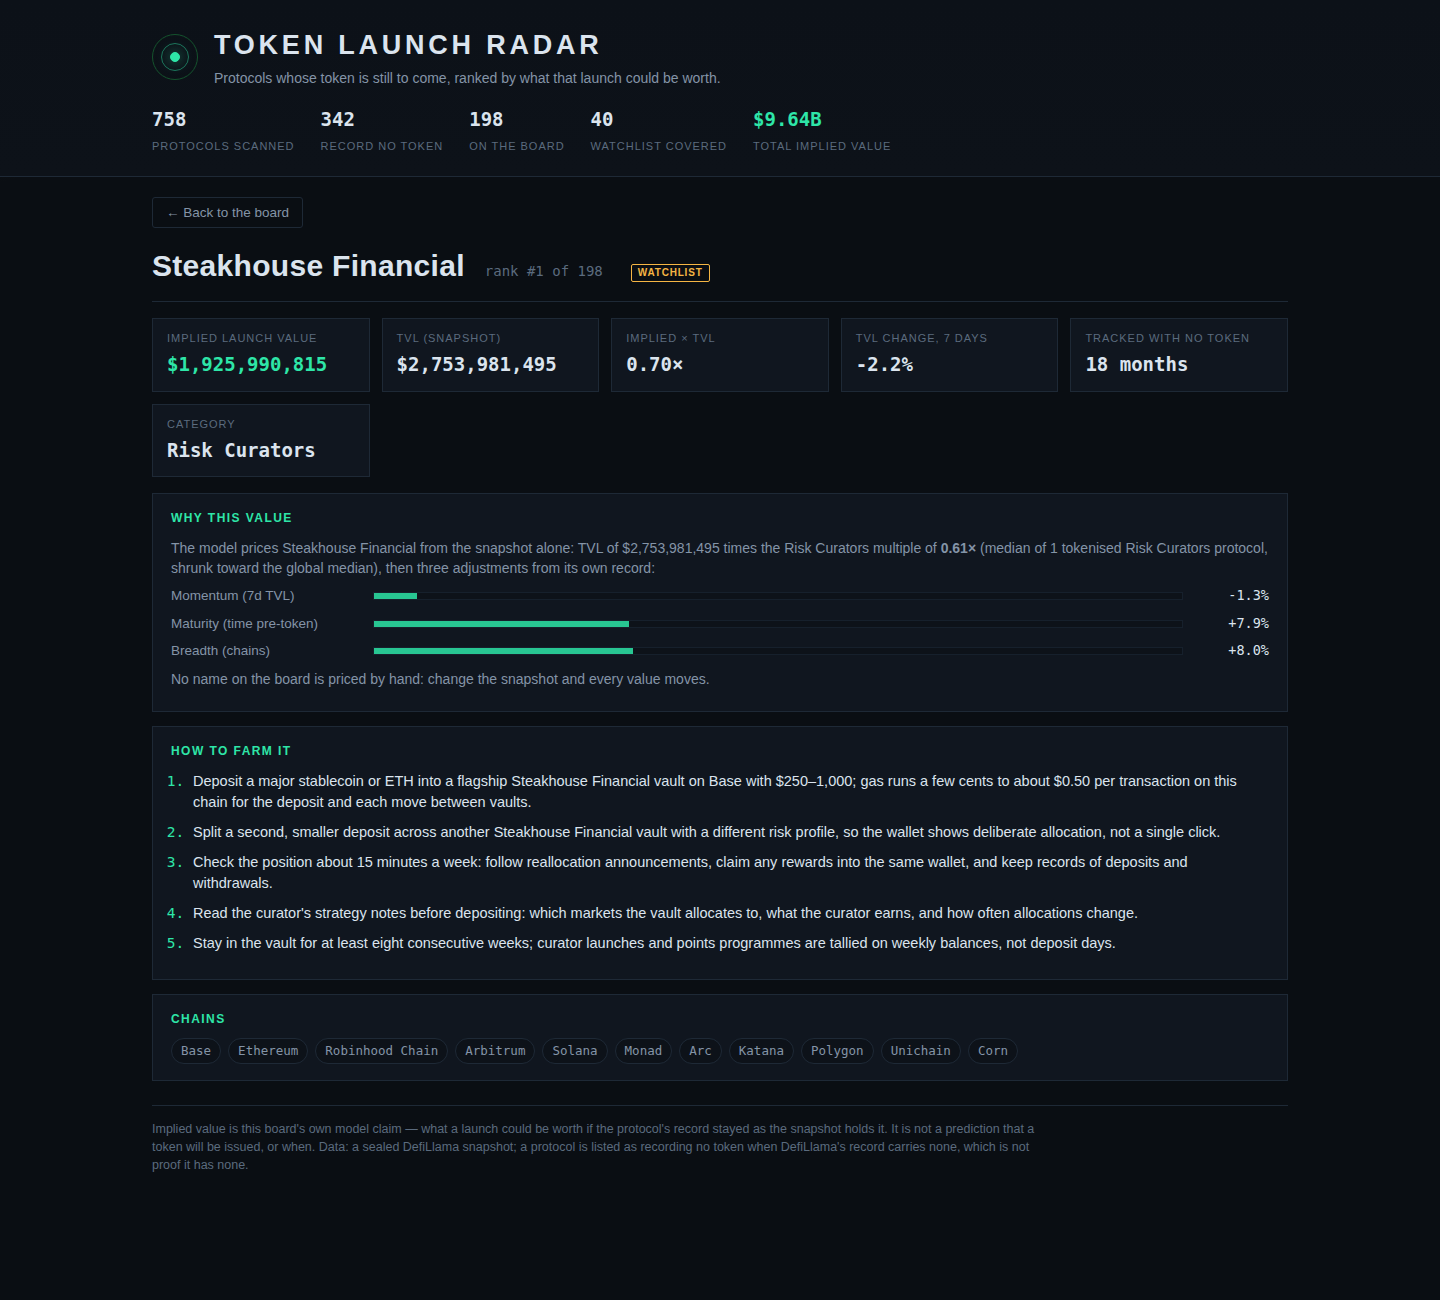 TOKEN LAUNCH RADAR
Protocols whose token is still to come, ranked by what that launch could be worth.
758
PROTOCOLS SCANNED
342
RECORD NO TOKEN
198
ON THE BOARD
40
WATCHLIST COVERED
$9.64B
TOTAL IMPLIED VALUE
← Back to the board
Steakhouse Financial rank #1 of 198 WATCHLIST
IMPLIED LAUNCH VALUE
$1,925,990,815
TVL (SNAPSHOT)
$2,753,981,495
IMPLIED × TVL
0.70×
TVL CHANGE, 7 DAYS
-2.2%
TRACKED WITH NO TOKEN
18 months
CATEGORY
Risk Curators
WHY THIS VALUE
The model prices Steakhouse Financial from the snapshot alone: TVL of $2,753,981,495 times the Risk Curators multiple of 0.61× (median of 1 tokenised Risk Curators protocol,
shrunk toward the global median), then three adjustments from its own record:
Momentum (7d TVL) -1.3%
Maturity (time pre-token) +7.9%
Breadth (chains) +8.0%
No name on the board is priced by hand: change the snapshot and every value moves.
HOW TO FARM IT
1. Deposit a major stablecoin or ETH into a flagship Steakhouse Financial vault on Base with $250–1,000; gas runs a few cents to about $0.50 per transaction on this
chain for the deposit and each move between vaults.
2. Split a second, smaller deposit across another Steakhouse Financial vault with a different risk profile, so the wallet shows deliberate allocation, not a single click.
3. Check the position about 15 minutes a week: follow reallocation announcements, claim any rewards into the same wallet, and keep records of deposits and
withdrawals.
4. Read the curator's strategy notes before depositing: which markets the vault allocates to, what the curator earns, and how often allocations change.
5. Stay in the vault for at least eight consecutive weeks; curator launches and points programmes are tallied on weekly balances, not deposit days.
CHAINS
Base Ethereum Robinhood Chain Arbitrum Solana Monad Arc Katana Polygon Unichain Corn
Implied value is this board's own model claim — what a launch could be worth if the protocol's record stayed as the snapshot holds it. It is not a prediction that a
token will be issued, or when. Data: a sealed DefiLlama snapshot; a protocol is listed as recording no token when DefiLlama's record carries none, which is not
proof it has none.